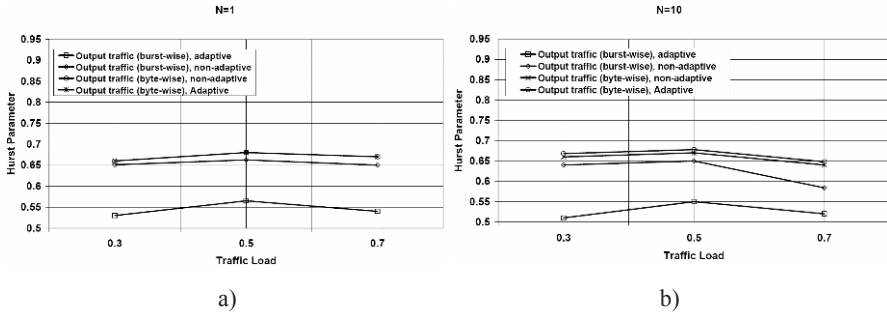 N=1
0.95
0.9
0.85
0.8
0.75
0.7
0.65
0.6
0.55
0.5
Hurst Parameter
Output traffic (burst-wise), adaptive
Output traffic (burst-wise), non-adaptive
Output traffic (byte-wise), non-adaptive
Output traffic (byte-wise), Adaptive
0.3
0.5
0.7
Traffic Load
a)
N=10
0.95
0.9
0.85
0.8
0.75
0.7
0.65
0.6
0.55
0.5
Hurst Parameter
Output traffic (burst-wise), adaptive
Output traffic (burst-wise), non-adaptive
Output traffic (byte-wise), non-adaptive
Output traffic (byte-wise), Adaptive
0.3
0.5
0.7
Traffic Load
b)